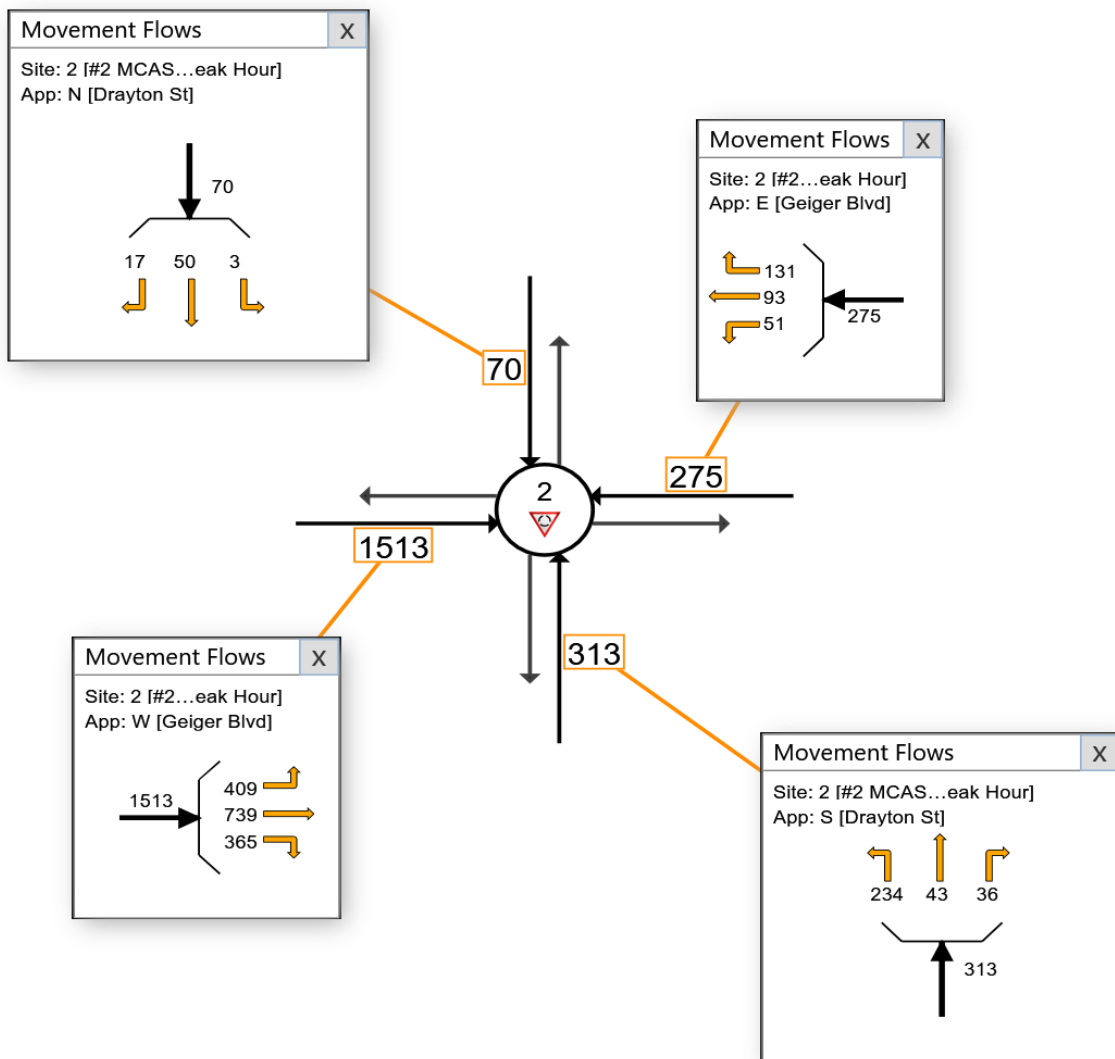 Movement Flows X
Site: 2 [#2 MCAS...eak Hour]
App: N [Drayton St]
70
17 50 3
Movement Flows X
Site: 2 [#2...eak Hour]
App: E [Geiger Blvd]
131
93
51
275
70
275
2
1513
313
Movement Flows X
Site: 2 [#2...eak Hour]
App: W [Geiger Blvd]
1513
409
739
365
Movement Flows X
Site: 2 [#2 MCAS...eak Hour]
App: S [Drayton St]
234 43 36
313